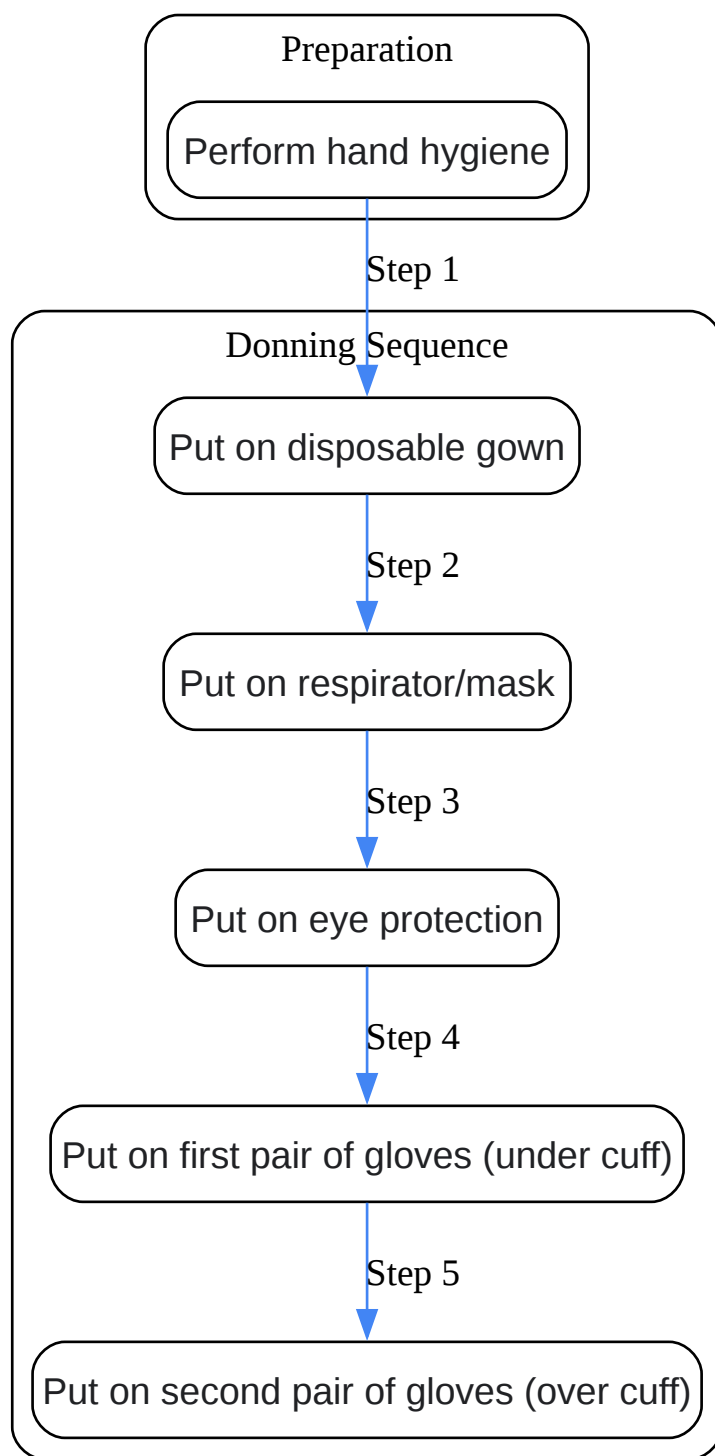 Preparation
Perform hand hygiene
Step 1
Donning Sequence
Put on disposable gown
Step 2
Put on respirator/mask
Step 3
Put on eye protection
Step 4
Put on first pair of gloves (under cuff)
Step 5
Put on second pair of gloves (over cuff)